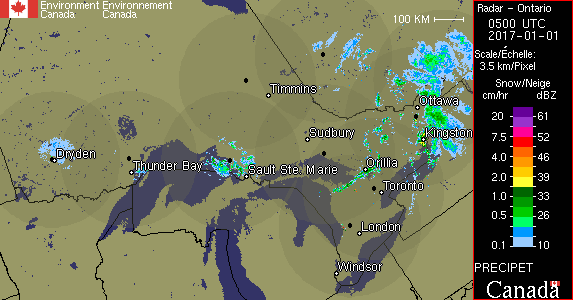 Environment Environnement
Canada Canada
100 KM
Timmins
Ottawa
Sudbury
Kingston
Dryden
Thunder Bay
Sault Ste. Marie
Orillia
Toronto
London
Windsor
Radar - Ontario
0500 UTC
2017-01-01
Scale/Échelle:
3.5 km/Pixel
Snow/Neige
cm/hr dBZ
20 61
7.5 52
4.0 46
2.0 39
1.0 33
0.5 26
0.1 10
PRECIPET
Canada